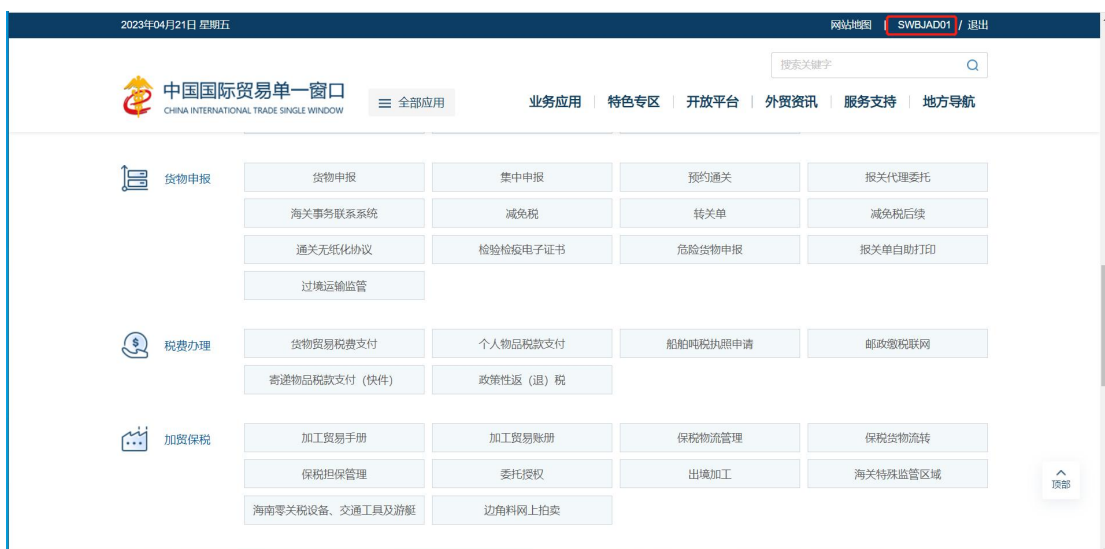 2023年04月21日 星期五
网站地图 | SWBJAD01 / 退出
搜索关键字
中国国际贸易单一窗口
CHINA INTERNATIONAL TRADE SINGLE WINDOW
全部应用
业务应用 | 特色专区 | 开放平台 | 外贸资讯 | 服务支持 | 地方导航
货物申报
货物申报 集中申报 预约通关 报关代理委托
海关事务联系系统 减免税 转关单 减免税后续
通关无纸化协议 检验检疫电子证书 危险货物申报 报关单自助打印
过境运输监管
税费办理
货物贸易税费支付 个人物品税款支付 船舶吨税执照申请 邮政缴税联网
寄递物品税款支付（快件） 政策性返（退）税
加贸保税
加工贸易手册 加工贸易账册 保税物流管理 保税货物流转
保税担保管理 委托授权 出境加工 海关特殊监管区域
海南零关税设备、交通工具及游艇 边角料网上拍卖
顶部